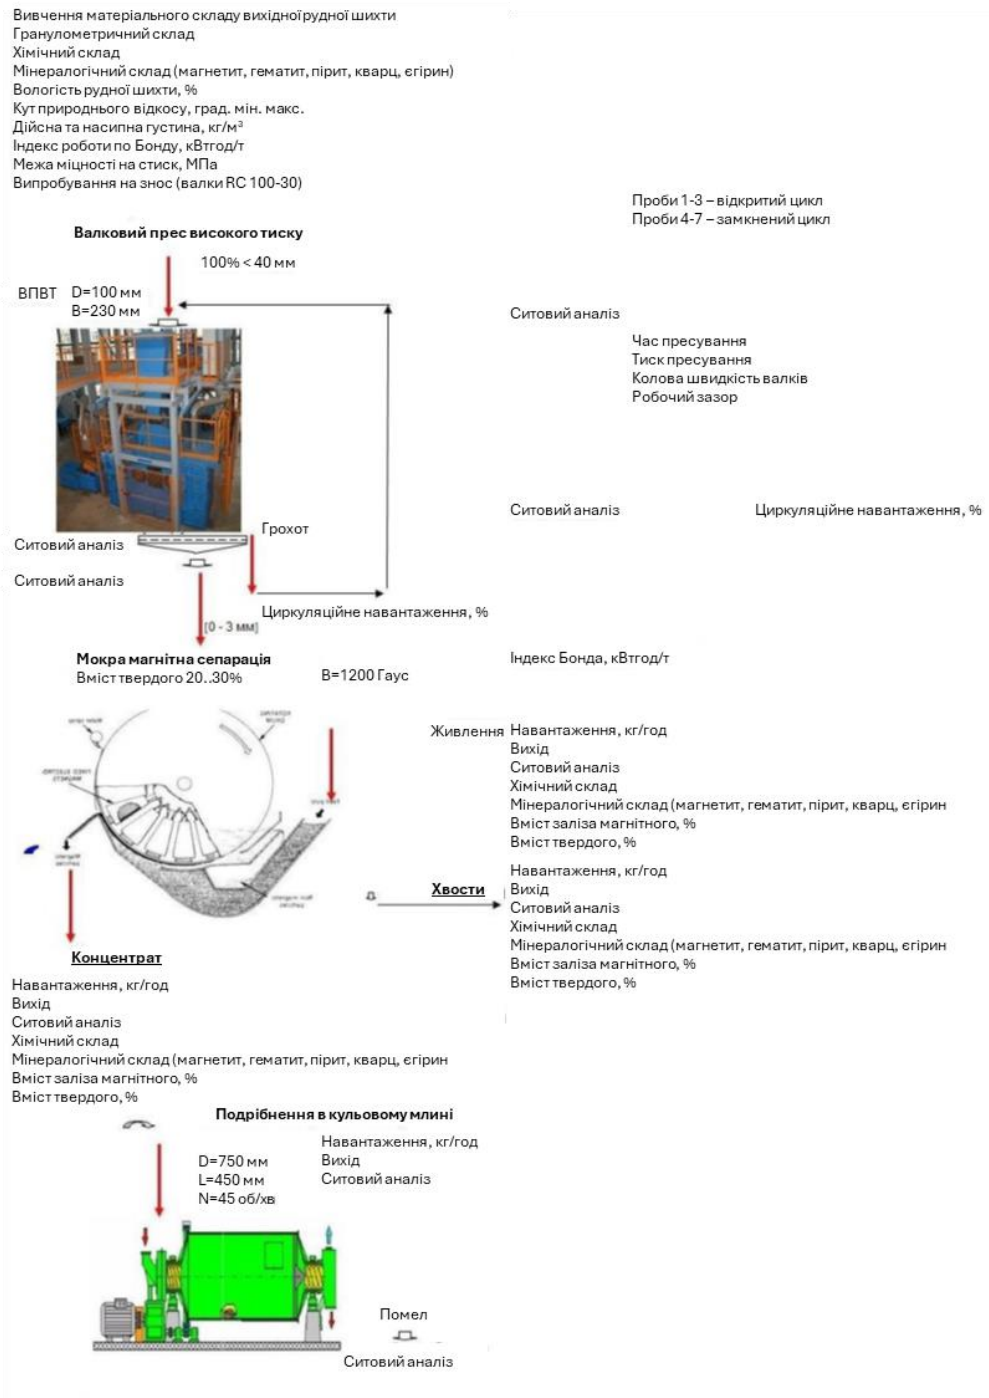 Вивчення матеріального складу вихідної рудної шихти
Гранулометричний склад
Хімічний склад
Мінералогічний склад (магнетит, гематит, пірит, кварц, єгірин)
Вологість рудної шихти, %
Кут природнього відкосу, град. мін. макс.
Дійсна та насипна густина, кг/м³
Індекс роботи по Бонду, кВтгод/т
Межа міцності на стиск, МПа
Випробування на знос (валки RC 100-30)
Проби 1-3 – відкритий цикл
Проби 4-7 – замкнений цикл
Валковий прес високого тиску
100% < 40 мм
ВПВТ D=100 мм
B=230 мм
Ситовий аналіз
Час пресування
Тиск пресування
Колова швидкість валків
Робочий зазор
Ситовий аналіз Циркуляційне навантаження, %
Грохот
Ситовий аналіз
Ситовий аналіз
Циркуляційне навантаження, %
[0 - 3 мм]
Мокра магнітна сепарація
Вміст твердого 20..30%
B=1200 Гаус
Індекс Бонда, кВтгод/т
Живлення
Навантаження, кг/год
Вихід
Ситовий аналіз
Хімічний склад
Мінералогічний склад (магнетит, гематит, пірит, кварц, єгірин
Вміст заліза магнітного, %
Вміст твердого, %
Хвости
Навантаження, кг/год
Вихід
Ситовий аналіз
Хімічний склад
Мінералогічний склад (магнетит, гематит, пірит, кварц, єгірин
Вміст заліза магнітного, %
Вміст твердого, %
Концентрат
Навантаження, кг/год
Вихід
Ситовий аналіз
Хімічний склад
Мінералогічний склад (магнетит, гематит, пірит, кварц, єгірин
Вміст заліза магнітного, %
Вміст твердого, %
Подрібнення в кульовому млині
D=750 мм
L=450 мм
N=45 об/хв
Навантаження, кг/год
Вихід
Ситовий аналіз
Помел
Ситовий аналіз